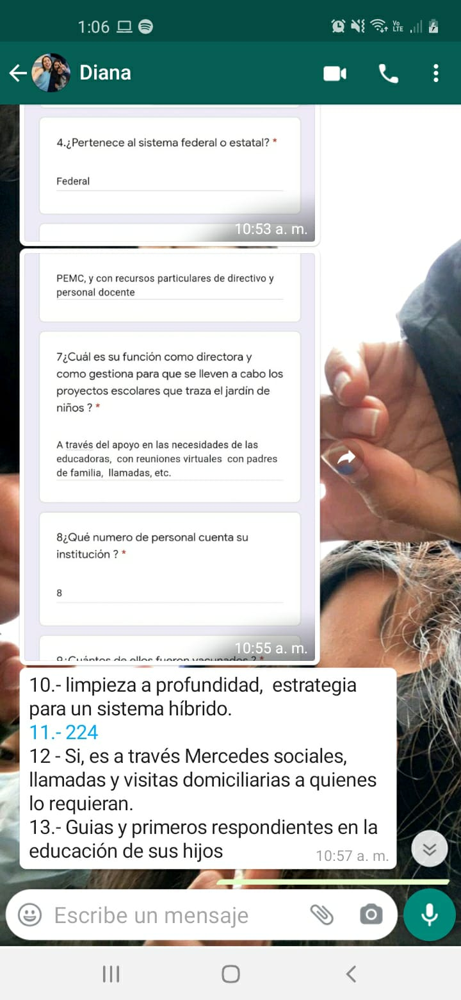 1:06
Vo
LTE
Diana
4.¿Pertenece al sistema federal o estatal? *
Federal
10:53 a. m.
PEMC, y con recursos particulares de directivo y
personal docente
7¿Cuál es su función como directora y
como gestiona para que se lleven a cabo los
proyectos escolares que traza el jardín de
niños ? *
A través del apoyo en las necesidades de las
educadoras, con reuniones virtuales con padres
de familia, llamadas, etc.
8¿Qué numero de personal cuenta su
institución ? *
8
9¿Cuántos de ellos fueron vacunados ? *
10:55 a. m.
10.- limpieza a profundidad, estrategia
para un sistema híbrido.
11.- 224
12 - Si, es a través Mercedes sociales,
llamadas y visitas domiciliarias a quienes
lo requieran.
13.- Guias y primeros respondientes en la
educación de sus hijos
10:57 a. m.
Escribe un mensaje